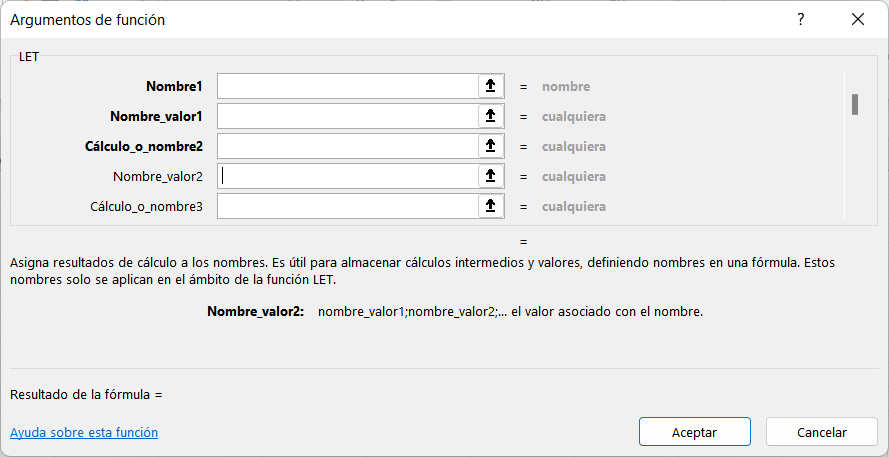 Argumentos de función ?
LET
Nombre1 = nombre
Nombre_valor1 = cualquiera
Cálculo_o_nombre2 = cualquiera
Nombre_valor2 = cualquiera
Cálculo_o_nombre3 = cualquiera
=
Asigna resultados de cálculo a los nombres. Es útil para almacenar cálculos intermedios y valores, definiendo nombres en una fórmula. Estos
nombres solo se aplican en el ámbito de la función LET.
Nombre_valor2: nombre_valor1;nombre_valor2;... el valor asociado con el nombre.
Resultado de la fórmula =
Ayuda sobre esta función Aceptar Cancelar